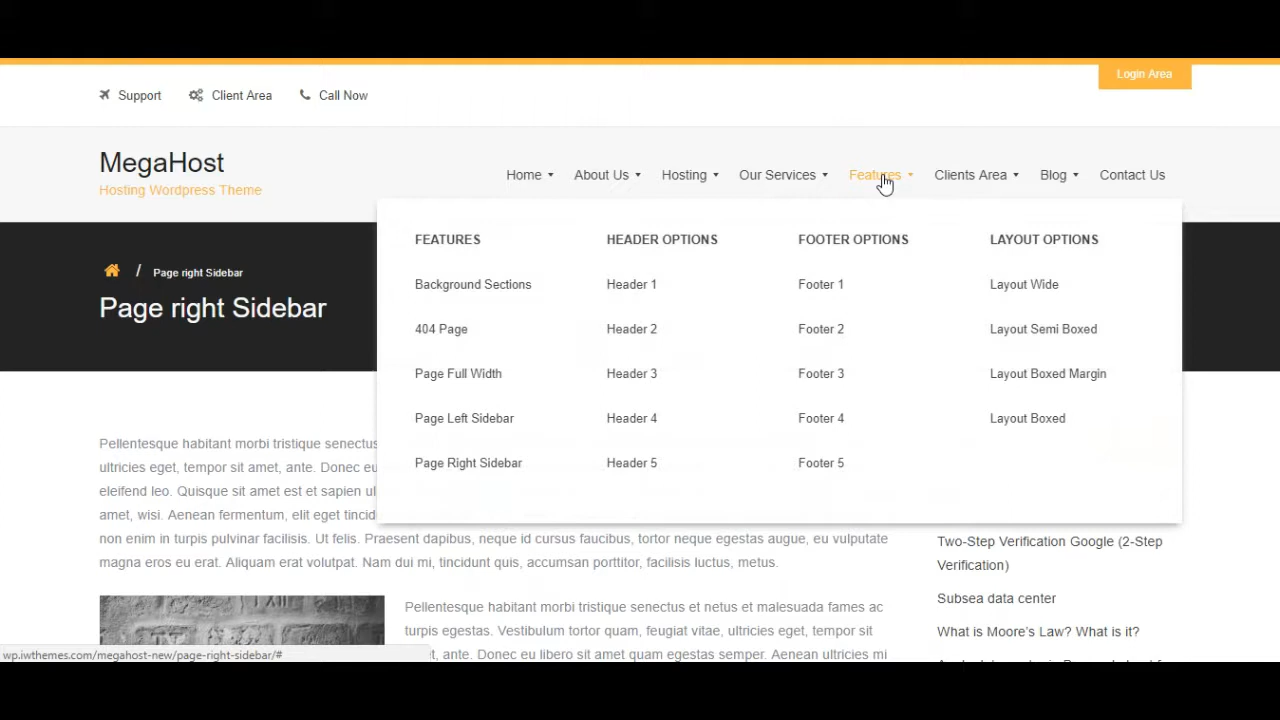 Login Area
Support Client Area Call Now
MegaHost
Hosting Wordpress Theme
Home About Us Hosting Our Services Features Clients Area Blog Contact Us
FEATURES HEADER OPTIONS FOOTER OPTIONS LAYOUT OPTIONS
Background Sections Header 1 Footer 1 Layout Wide
404 Page Header 2 Footer 2 Layout Semi Boxed
Page Full Width Header 3 Footer 3 Layout Boxed Margin
Page Left Sidebar Header 4 Footer 4 Layout Boxed
Page Right Sidebar Header 5 Footer 5
/ Page right Sidebar
Page right Sidebar
Pellentesque habitant morbi tristique senectus
ultricies eget, tempor sit amet, ante. Donec eu
eleifend leo. Quisque sit amet est et sapien ul
amet, wisi. Aenean fermentum, elit eget tincid
non enim in turpis pulvinar facilisis. Ut felis. Praesent dapibus, neque id cursus faucibus, tortor neque egestas augue, eu vulputate
magna eros eu erat. Aliquam erat volutpat. Nam dui mi, tincidunt quis, accumsan porttitor, facilisis luctus, metus.
Pellentesque habitant morbi tristique senectus et netus et malesuada fames ac
turpis egestas. Vestibulum tortor quam, feugiat vitae, ultricies eget, tempor sit
t, ante. Donec eu libero sit amet quam egestas semper. Aenean ultricies mi
Two-Step Verification Google (2-Step
Verification)
Subsea data center
What is Moore's Law? What is it?
wp.iwthemes.com/megahost-new/page-right-sidebar/#